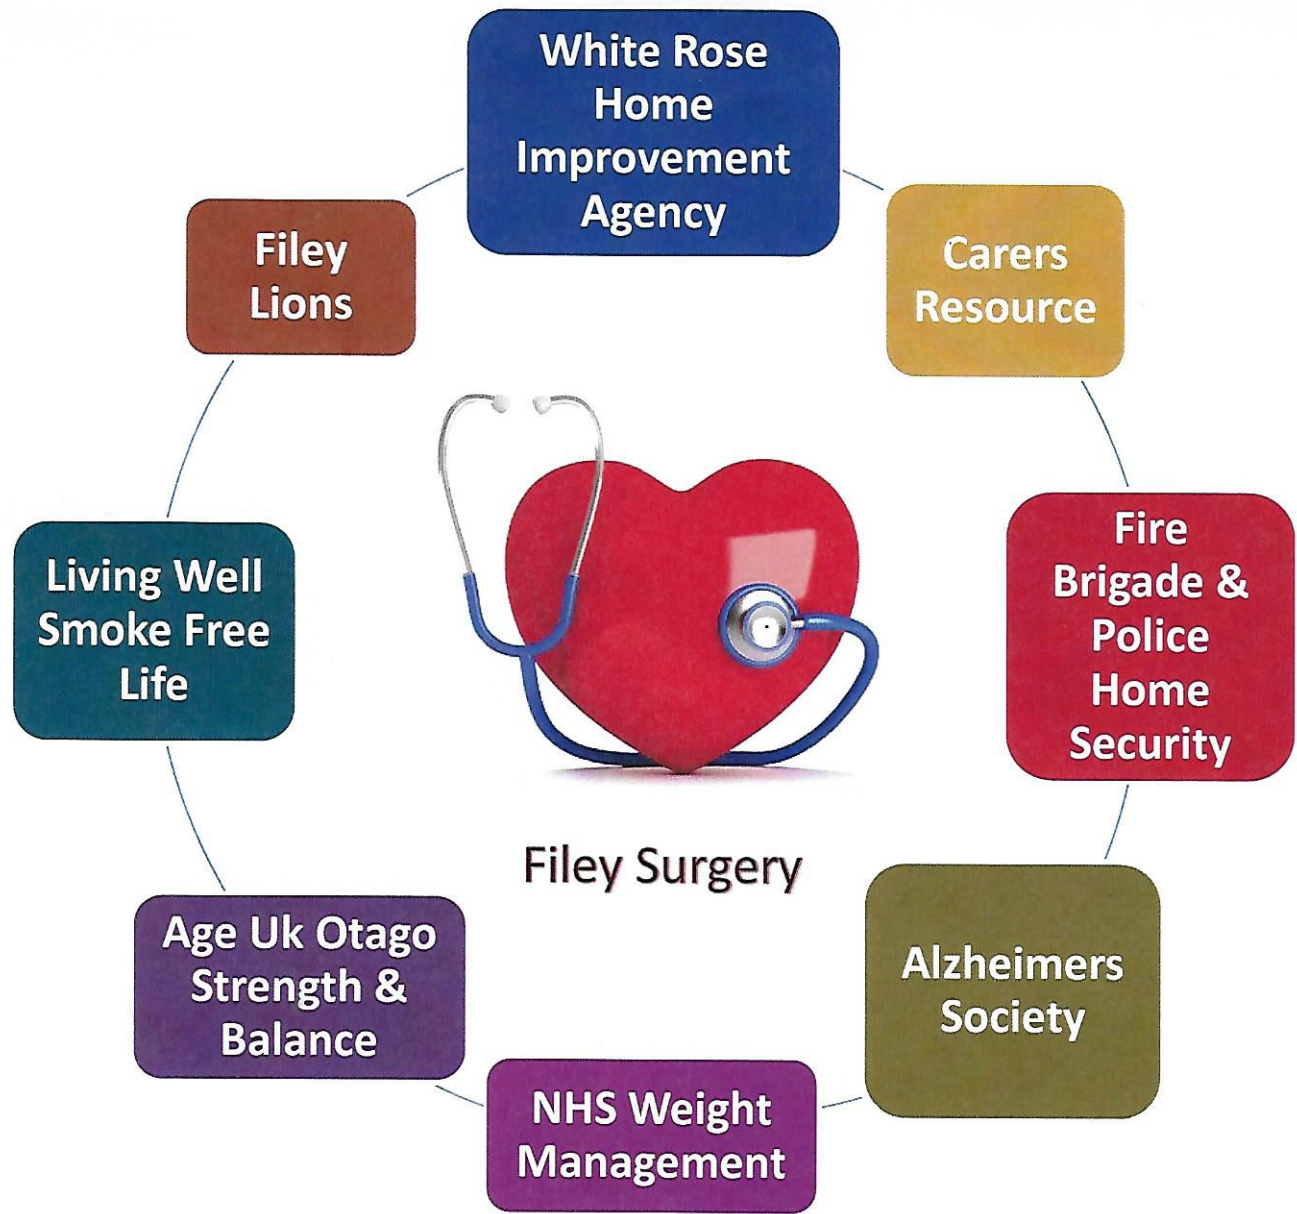 White Rose
Home
Improvement
Agency
Carers
Resource
Fire
Brigade &
Police
Home
Security
Alzheimers
Society
NHS Weight
Management
Age Uk Otago
Strength &
Balance
Living Well
Smoke Free
Life
Filey
Lions
Filey Surgery